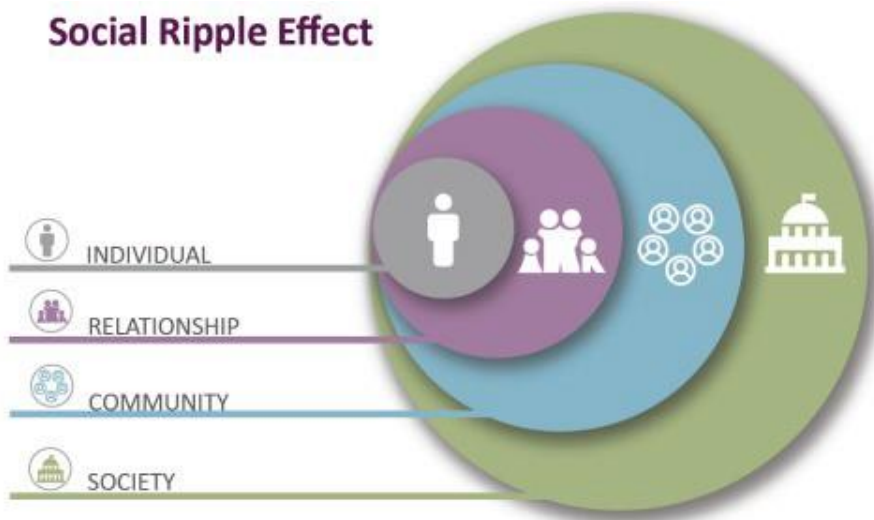 Social Ripple Effect
INDIVIDUAL
RELATIONSHIP
COMMUNITY
SOCIETY